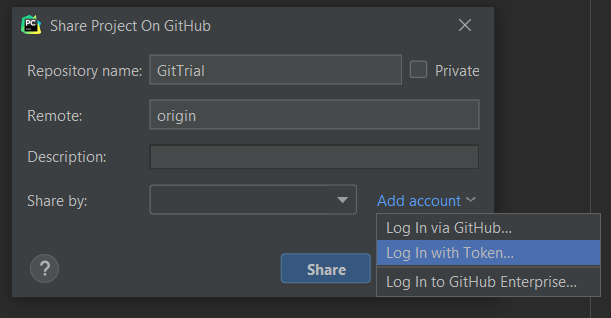 PC
Share Project On GitHub
Repository name: GitTrial Private
Remote: origin
Description:
Share by: Add account
Log In via GitHub...
Log In with Token...
Log In to GitHub Enterprise...
? Share